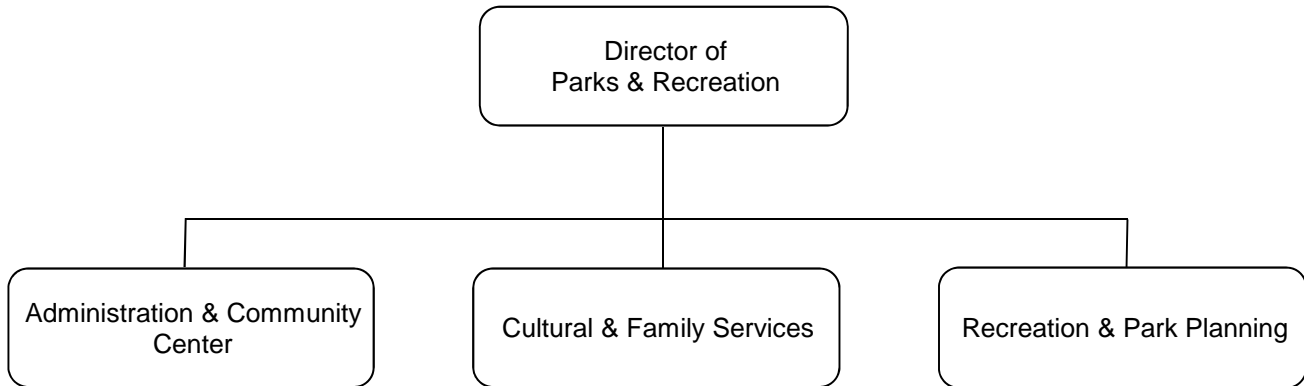 Director of
Parks & Recreation
Administration & Community
Center
Cultural & Family Services
Recreation & Park Planning